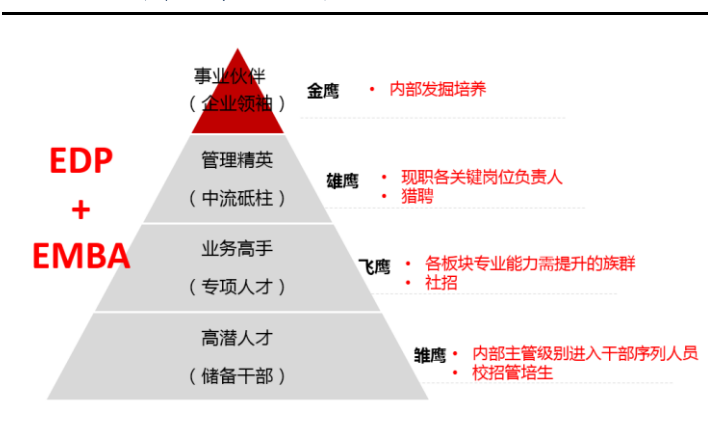 事业伙伴
（企业领袖）
金鹰
• 内部发掘培养
EDP
+
EMBA
管理精英
（中流砥柱）
雄鹰
• 现职各关键岗位负责人
• 猎聘
业务高手
（专项人才）
飞鹰
• 各板块专业能力需提升的族群
• 社招
高潜人才
（储备干部）
雏鹰
• 内部主管级别进入干部序列人员
• 校招管培生